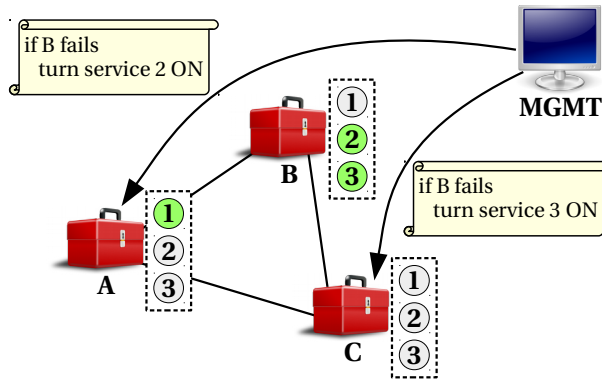 if B fails
turn service 2 ON
MGMT
1
2
3
B
if B fails
turn service 3 ON
1
2
3
A
1
2
3
C